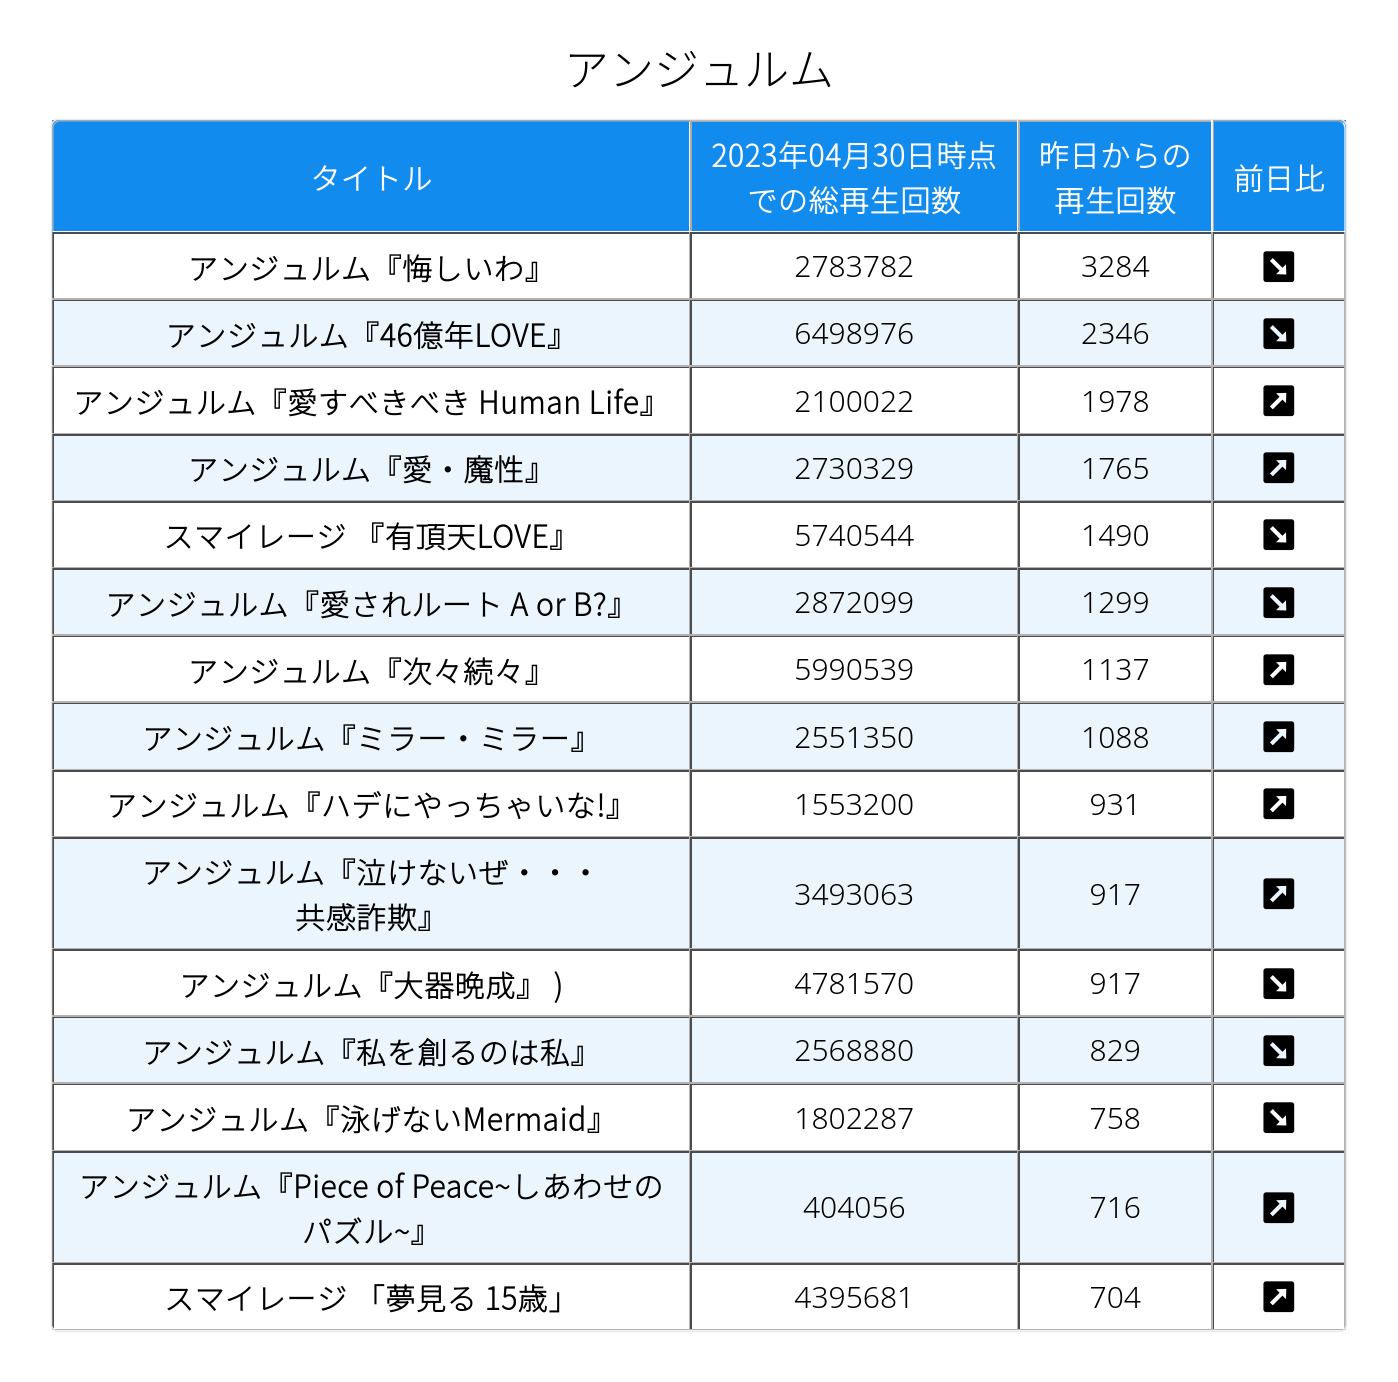 アンジュルム
タイトル
2023年04月30日時点
での総再生回数
昨日からの
再生回数
前日比
アンジュルム『悔しいわ』 2783782 3284
アンジュルム『46億年LOVE』 6498976 2346
アンジュルム『愛すべきべき Human Life』 2100022 1978
アンジュルム『愛・魔性』 2730329 1765
スマイレージ 『有頂天LOVE』 5740544 1490
アンジュルム『愛されルート A or B?』 2872099 1299
アンジュルム『次々続々』 5990539 1137
アンジュルム『ミラー・ミラー』 2551350 1088
アンジュルム『ハデにやっちゃいな!』 1553200 931
アンジュルム『泣けないぜ・・・
共感詐欺』 3493063 917
アンジュルム『大器晩成』 ) 4781570 917
アンジュルム『私を創るのは私』 2568880 829
アンジュルム『泳げないMermaid』 1802287 758
アンジュルム『Piece of Peace~しあわせの
パズル~』 404056 716
スマイレージ 「夢見る 15歳」 4395681 704